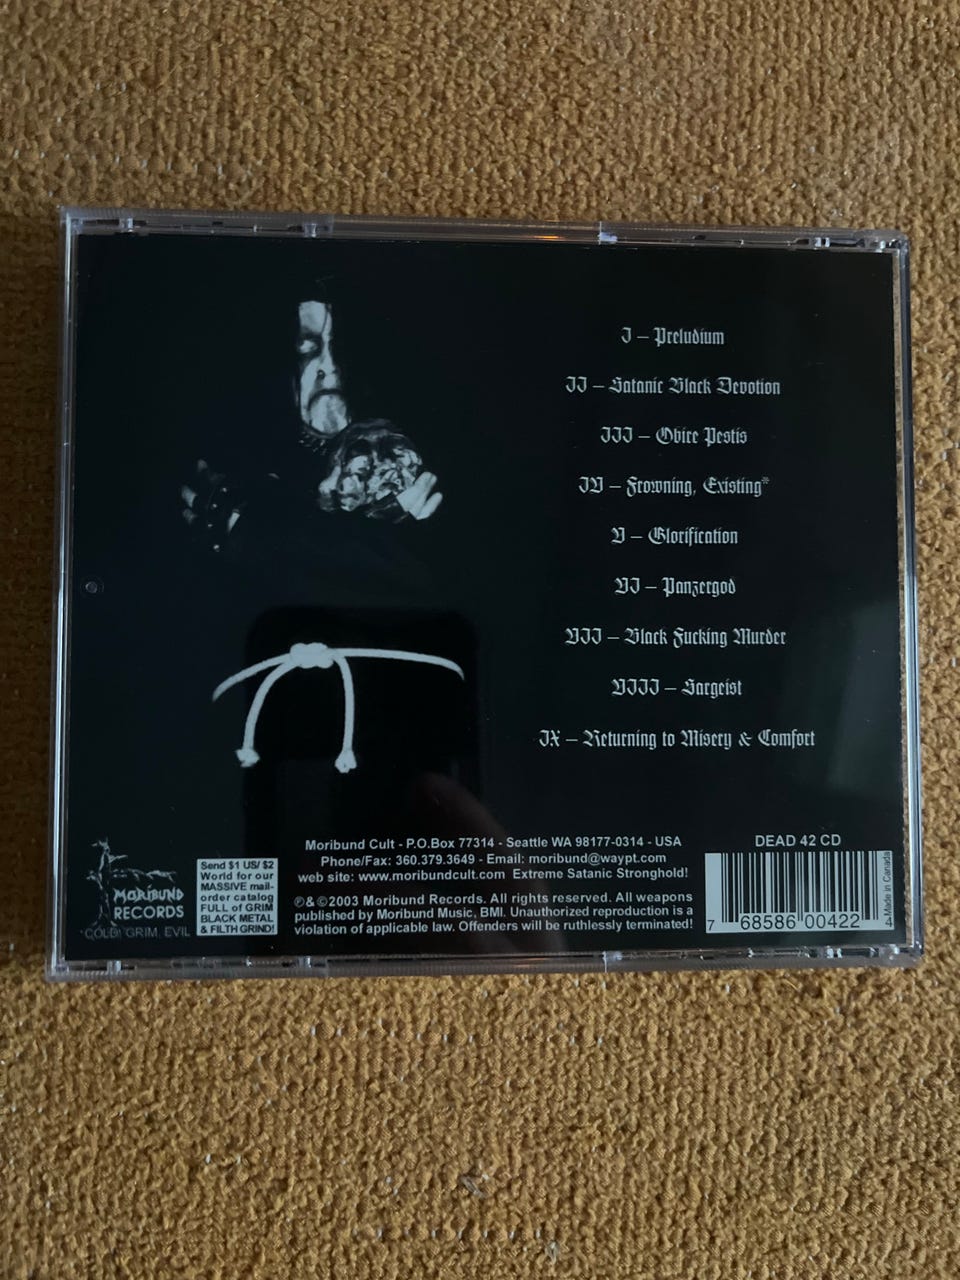 I – Preludium
II – Satanic Black Devotion
III – Obire Pestis
IV – Frowning, Existing*
V – Glorification
VI – Panzergod
VII – Black Fucking Murder
VIII – Sargeist
IX – Returning to Misery & Comfort
MORIBUND
RECORDS
"COLD, GRIM, EVIL
Send $1 US/ $2
World for our
MASSIVE mail-
order catalog
FULL of GRIM
BLACK METAL
& FILTH GRIND!
Moribund Cult - P.O.Box 77314 - Seattle WA 98177-0314 - USA
Phone/Fax: 360.379.3649 - Email: moribund@waypt.com
web site: www.moribundcult.com Extreme Satanic Stronghold!
℗&©2003 Moribund Records. All rights reserved. All weapons
published by Moribund Music, BMI. Unauthorized reproduction is a
violation of applicable law. Offenders will be ruthlessly terminated!
DEAD 42 CD
7 68586 00422 4
Made in Canada